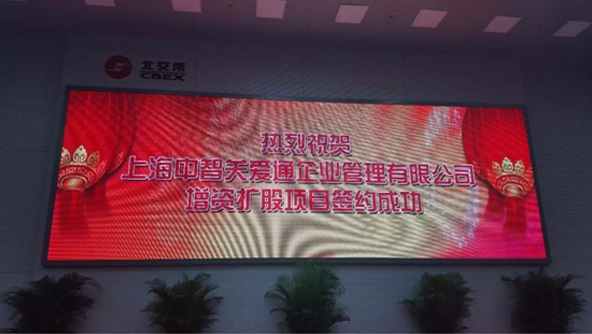 北交所
CBEX
热烈祝贺
上海中智关爱通企业管理有限公司
增资扩股项目签约成功